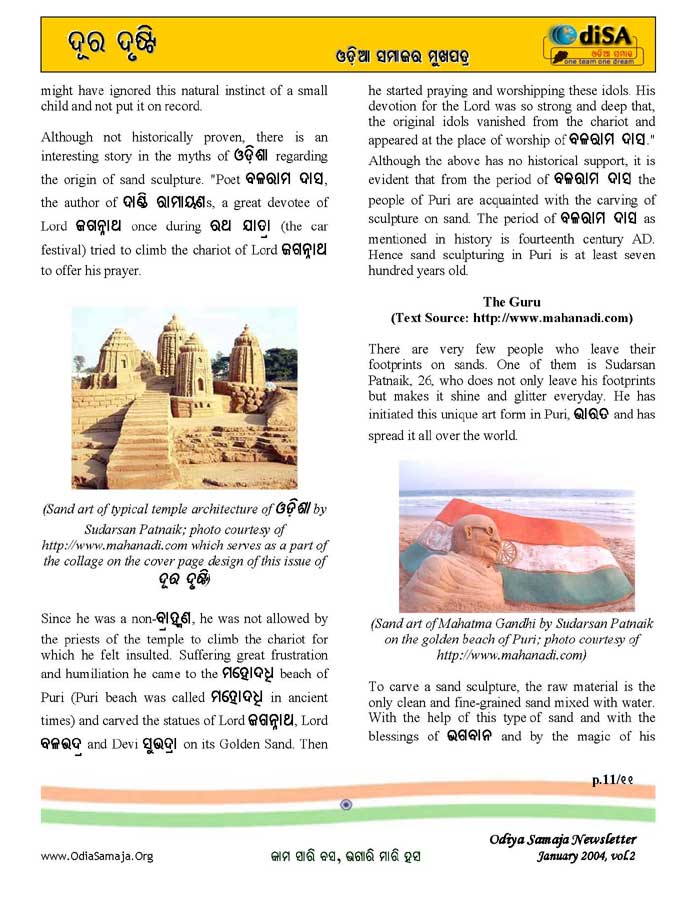 ଦୂର ଦୃଷ୍ଟି
ଓଡ଼ିଆ ସମାଜର ମୁଖପତ୍ର
OdiSA
ଓଡ଼ିଆ ସମାଜ
one team one dream
might have ignored this natural instinct of a small
child and not put it on record.
Although not historically proven, there is an
interesting story in the myths of ଓଡ଼ିଶା regarding
the origin of sand sculpture. "Poet ବଳରାମ ଦାସ,
the author of ଦାଣ୍ଡି ରାମାୟଣs, a great devotee of
Lord ଜଗନ୍ନାଥ once during ରଥ ଯାତ୍ରା (the car
festival) tried to climb the chariot of Lord ଜଗନ୍ନାଥ
to offer his prayer.
(Sand art of typical temple architecture of ଓଡ଼ିଶା by
Sudarsan Patnaik; photo courtesy of
http://www.mahanadi.com which serves as a part of
the collage on the cover page design of this issue of
ଦୂର ଦୃଷ୍ଟି)
Since he was a non-ବ୍ରାହ୍ମଣ, he was not allowed by
the priests of the temple to climb the chariot for
which he felt insulted. Suffering great frustration
and humiliation he came to the ମହୋଦଧି beach of
Puri (Puri beach was called ମହୋଦଧି in ancient
times) and carved the statues of Lord ଜଗନ୍ନାଥ, Lord
ବଳଭଦ୍ର and Devi ସୁଭଦ୍ରା on its Golden Sand. Then
he started praying and worshipping these idols. His
devotion for the Lord was so strong and deep that,
the original idols vanished from the chariot and
appeared at the place of worship of ବଳରାମ ଦାସ."
Although the above has no historical support, it is
evident that from the period of ବଳରାମ ଦାସ the
people of Puri are acquainted with the carving of
sculpture on sand. The period of ବଳରାମ ଦାସ as
mentioned in history is fourteenth century AD.
Hence sand sculpturing in Puri is at least seven
hundred years old.
The Guru
(Text Source: http://www.mahanadi.com)
There are very few people who leave their
footprints on sands. One of them is Sudarsan
Patnaik, 26, who does not only leave his footprints
but makes it shine and glitter everyday. He has
initiated this unique art form in Puri, ଭାରତ and has
spread it all over the world.
(Sand art of Mahatma Gandhi by Sudarsan Patnaik
on the golden beach of Puri; photo courtesy of
http://www.mahanadi.com)
To carve a sand sculpture, the raw material is the
only clean and fine-grained sand mixed with water.
With the help of this type of sand and with the
blessings of ଭଗବାନ and by the magic of his
p.11/୧୧
Odiya Samaja Newsletter
www.OdiaSamaja.Org
କାମ ସାରି ବସ, ଭଗାରି ମାରି ହସ
January 2004, vol.2